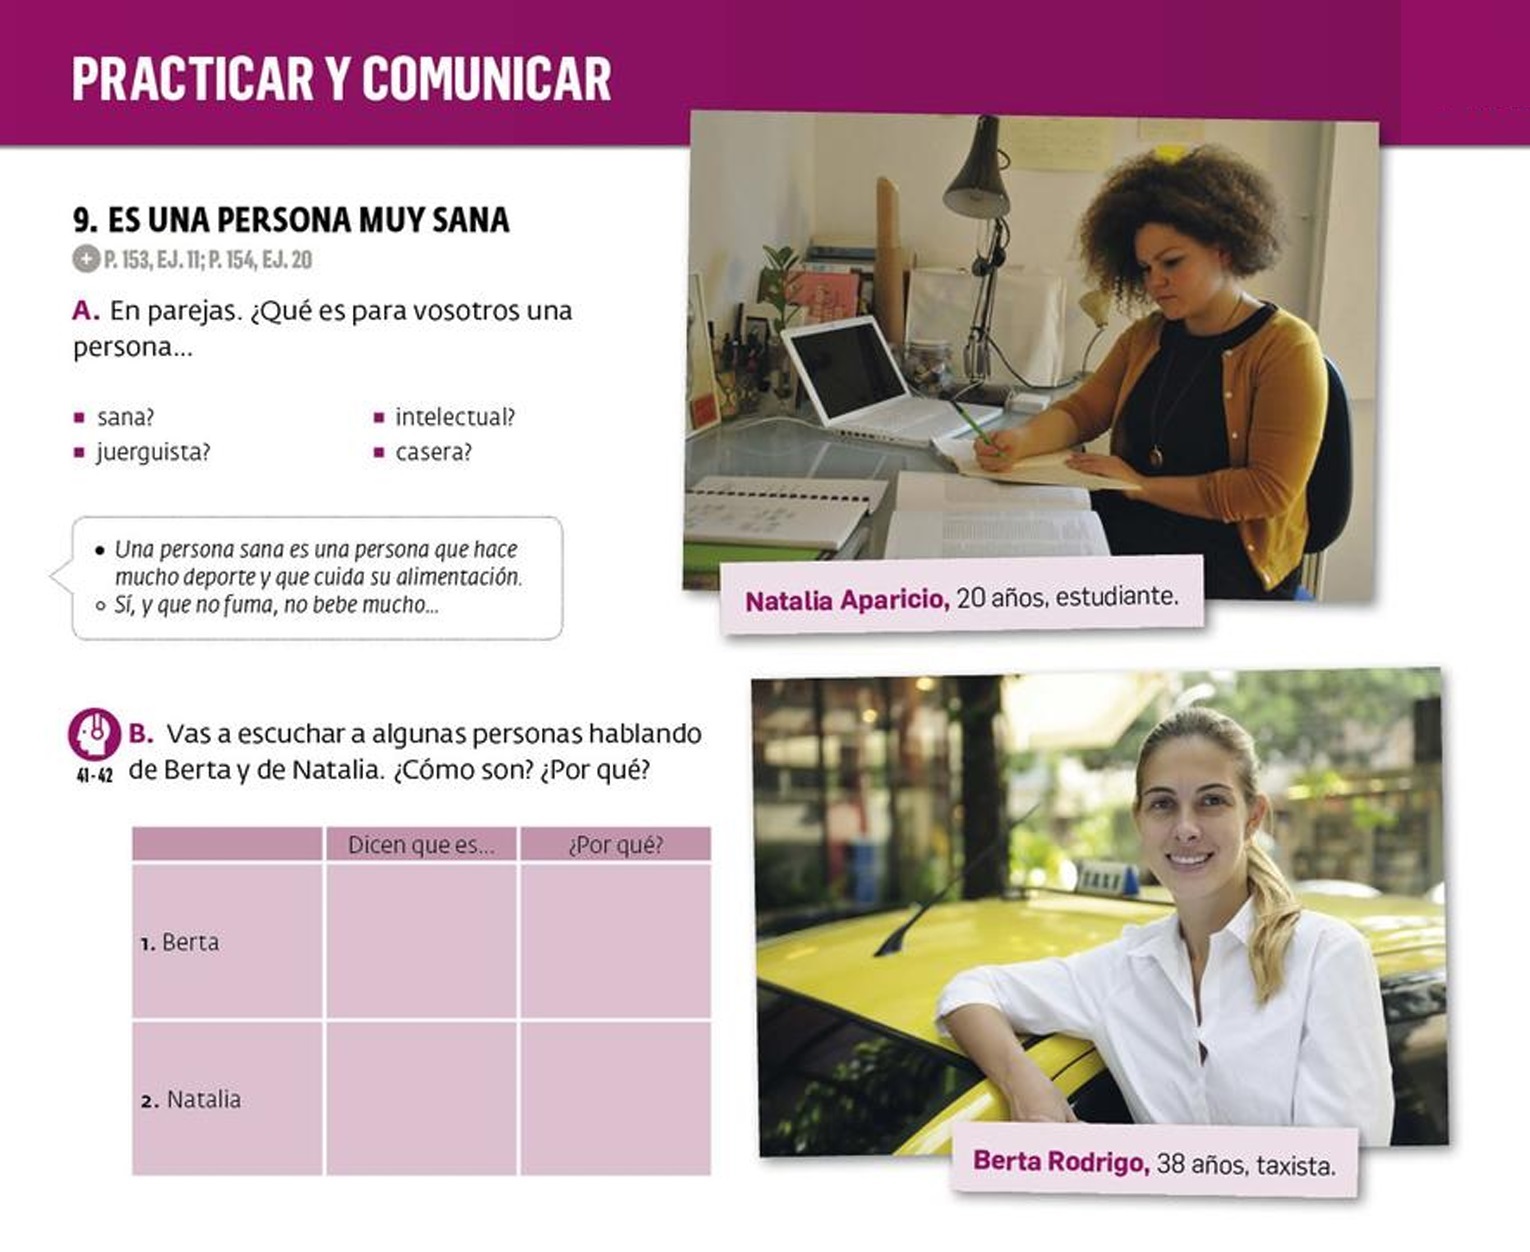 PRACTICAR Y COMUNICAR
9. ES UNA PERSONA MUY SANA
+ P. 153, EJ. 11; P. 154, EJ. 20
A. En parejas. ¿Qué es para vosotros una
persona...
■ sana?
■ juerguista?
■ intelectual?
■ casera?
● Una persona sana es una persona que hace
mucho deporte y que cuida su alimentación.
○ Sí, y que no fuma, no bebe mucho...
Natalia Aparicio, 20 años, estudiante.
41-42
B. Vas a escuchar a algunas personas hablando
de Berta y de Natalia. ¿Cómo son? ¿Por qué?
Dicen que es... ¿Por qué?
1. Berta
2. Natalia
TAXI
Berta Rodrigo, 38 años, taxista.